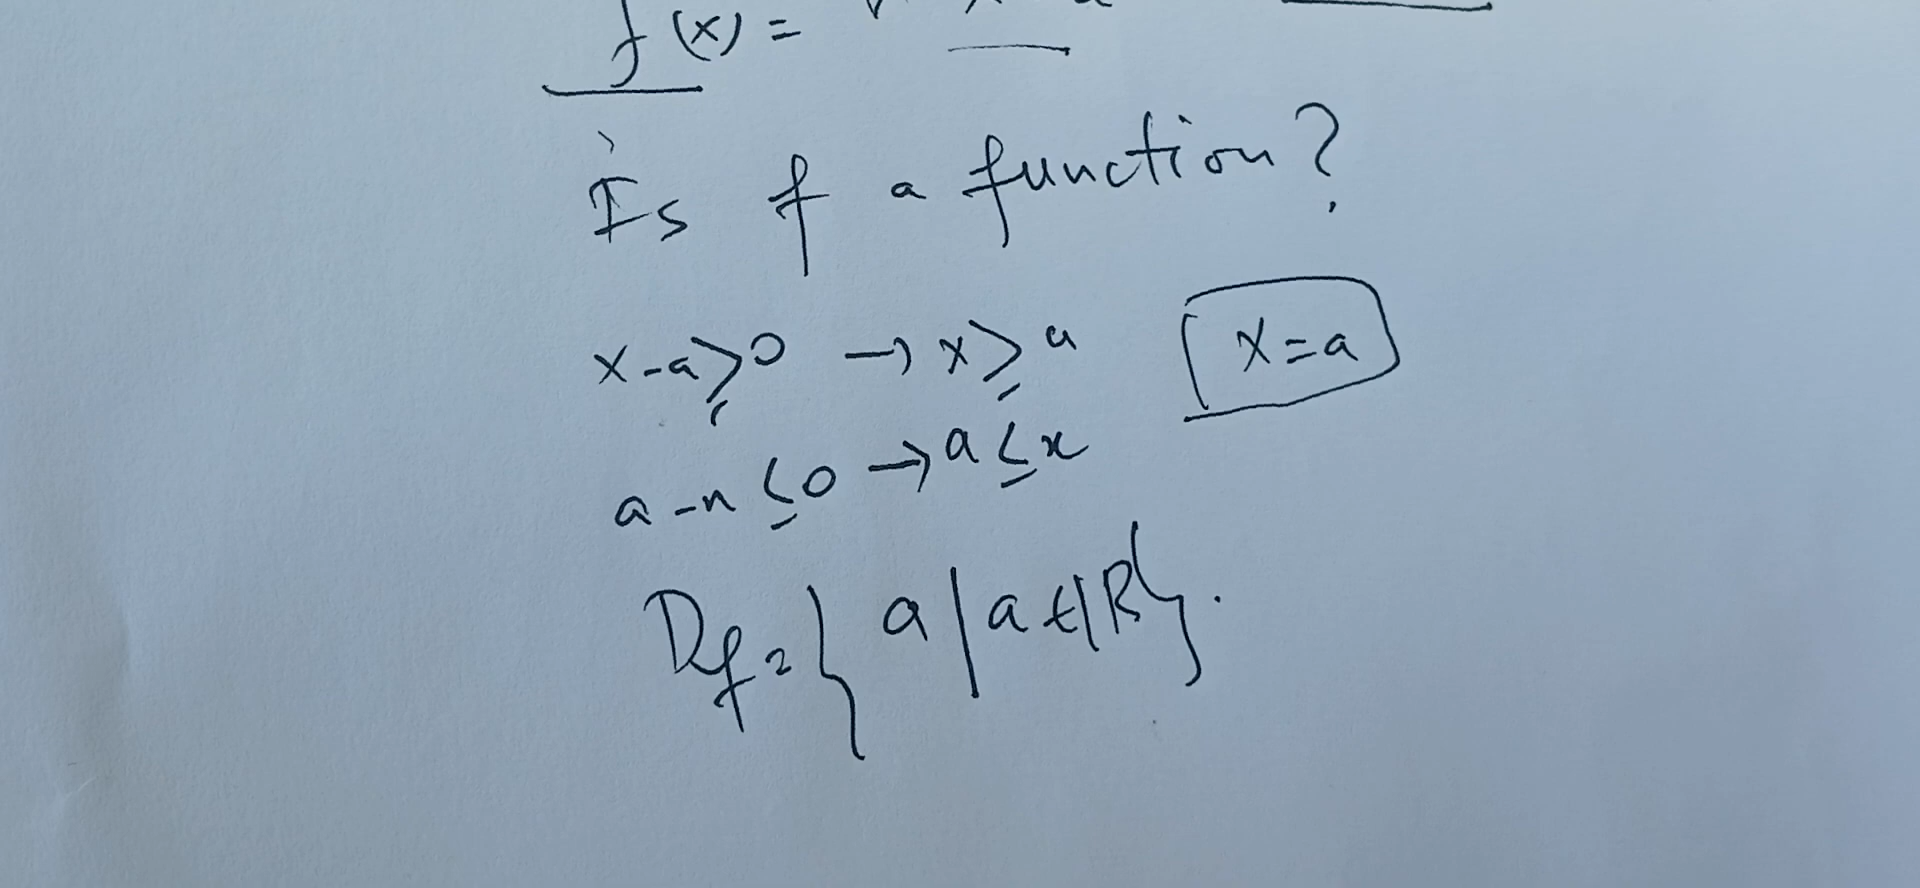 f(x) =
Is f a function?
x-a≥0 → x≥a x=a
a-x≤0 → a≤x
Df={a|a∈R}.